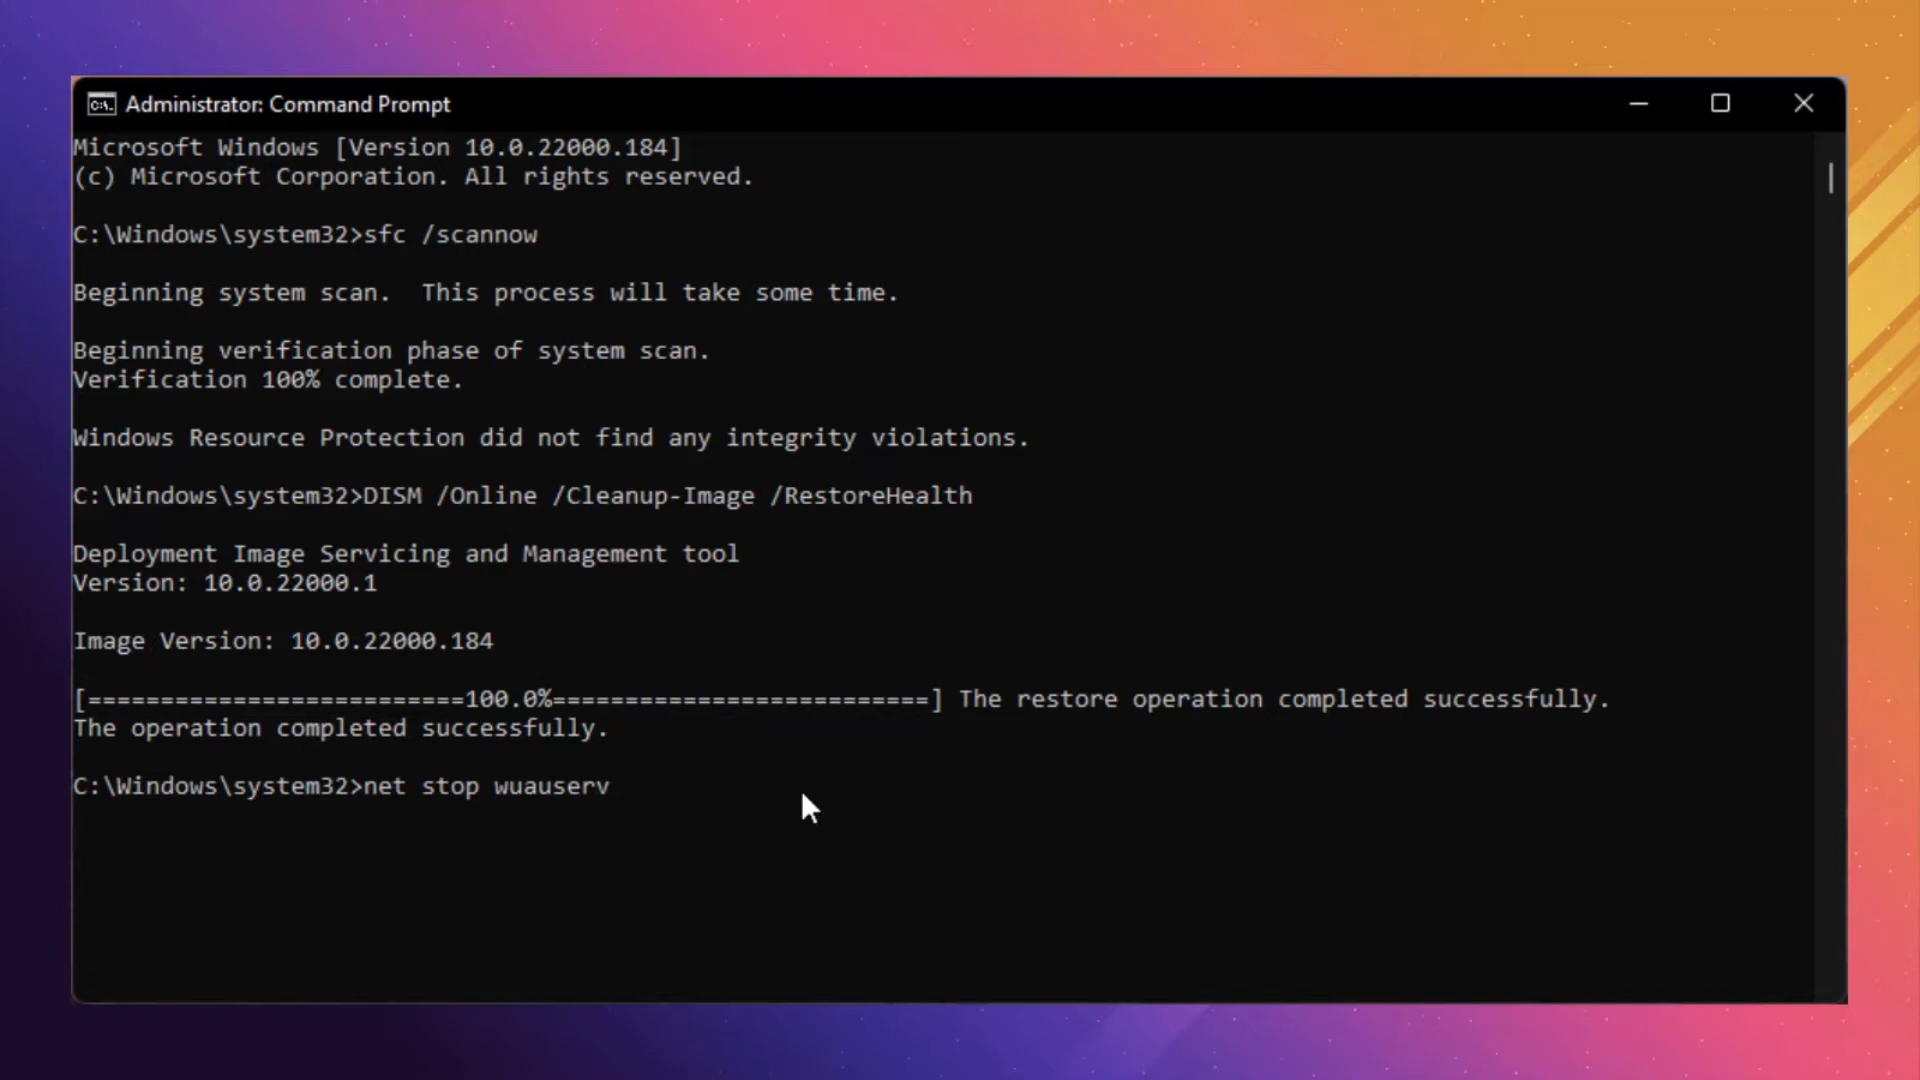 Administrator: Command Prompt
Microsoft Windows [Version 10.0.22000.184]
(c) Microsoft Corporation. All rights reserved.
C:\Windows\system32>sfc /scannow
Beginning system scan.  This process will take some time.
Beginning verification phase of system scan.
Verification 100% complete.
Windows Resource Protection did not find any integrity violations.
C:\Windows\system32>DISM /Online /Cleanup-Image /RestoreHealth
Deployment Image Servicing and Management tool
Version: 10.0.22000.1
Image Version: 10.0.22000.184
[==========================100.0%==========================] The restore operation completed successfully.
The operation completed successfully.
C:\Windows\system32>net stop wuauserv